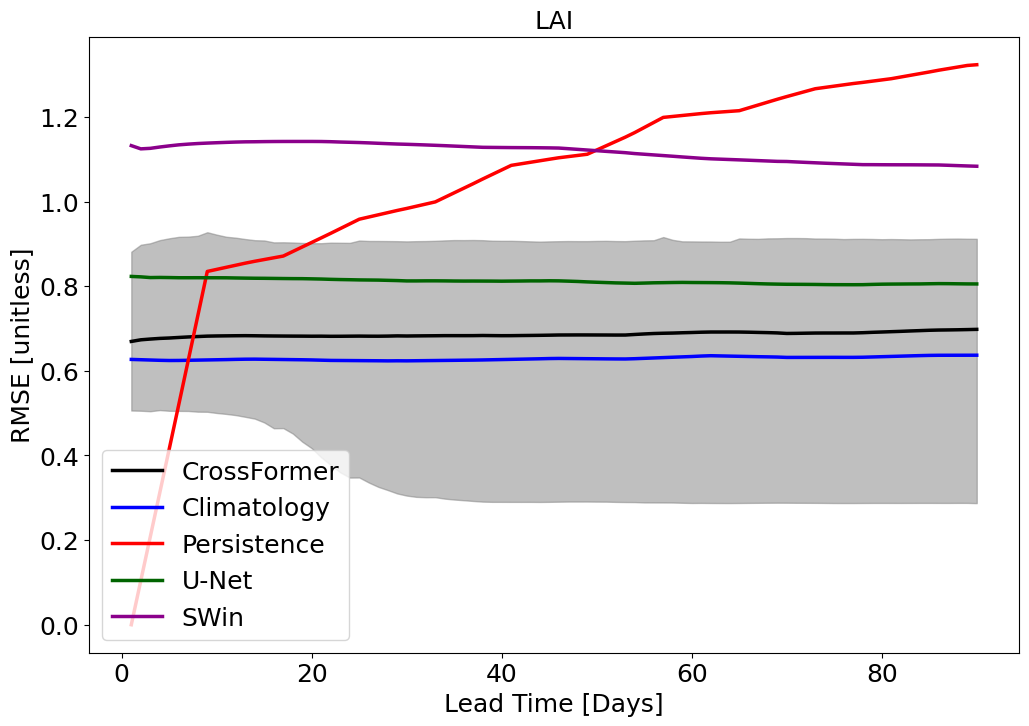 LAI
RMSE [unitless]
1.2
1.0
0.8
0.6
0.4
0.2
0.0
CrossFormer
Climatology
Persistence
U-Net
SWin
0 20 40 60 80
Lead Time [Days]